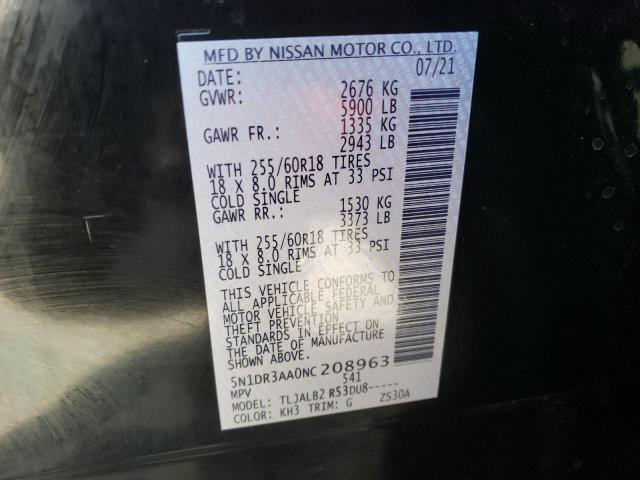 MFD BY NISSAN MOTOR CO., LTD.
DATE: 07/21
GVWR: 2676 KG
5900 LB
GAWR FR.: 1335 KG
2943 LB
WITH 255/60R18 TIRES
18 X 8.0 RIMS AT 33 PSI
COLD SINGLE
GAWR RR.: 1530 KG
3373 LB
WITH 255/60R18 TIRES
18 X 8.0 RIMS AT 33 PSI
COLD SINGLE
THIS VEHICLE CONFORMS TO
ALL APPLICABLE FEDERAL
MOTOR VEHICLE SAFETY AND
THEFT PREVENTION
STANDARDS IN EFFECT ON
THE DATE OF MANUFACTURE
SHOWN ABOVE.
5N1DR3AA0NC208963
MPV 541
MODEL: TLJALB2 R53DU8-----
COLOR: KH3 TRIM: G ZS30A